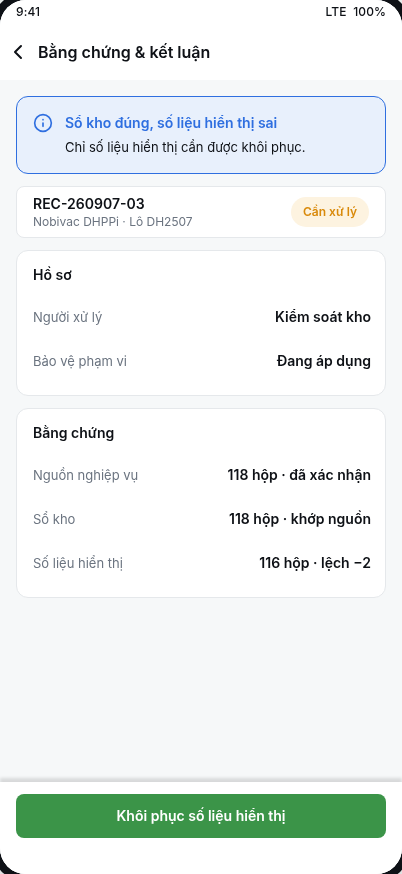 9:41
LTE 100%
Bằng chứng & kết luận
Sổ kho đúng, số liệu hiển thị sai
Chỉ số liệu hiển thị cần được khôi phục.
REC-260907-03
Nobivac DHPPi · Lô DH2507
Cần xử lý
Hồ sơ
Người xử lý
Kiểm soát kho
Bảo vệ phạm vi
Đang áp dụng
Bằng chứng
Nguồn nghiệp vụ
118 hộp · đã xác nhận
Sổ kho
118 hộp · khớp nguồn
Số liệu hiển thị
116 hộp · lệch −2
Khôi phục số liệu hiển thị